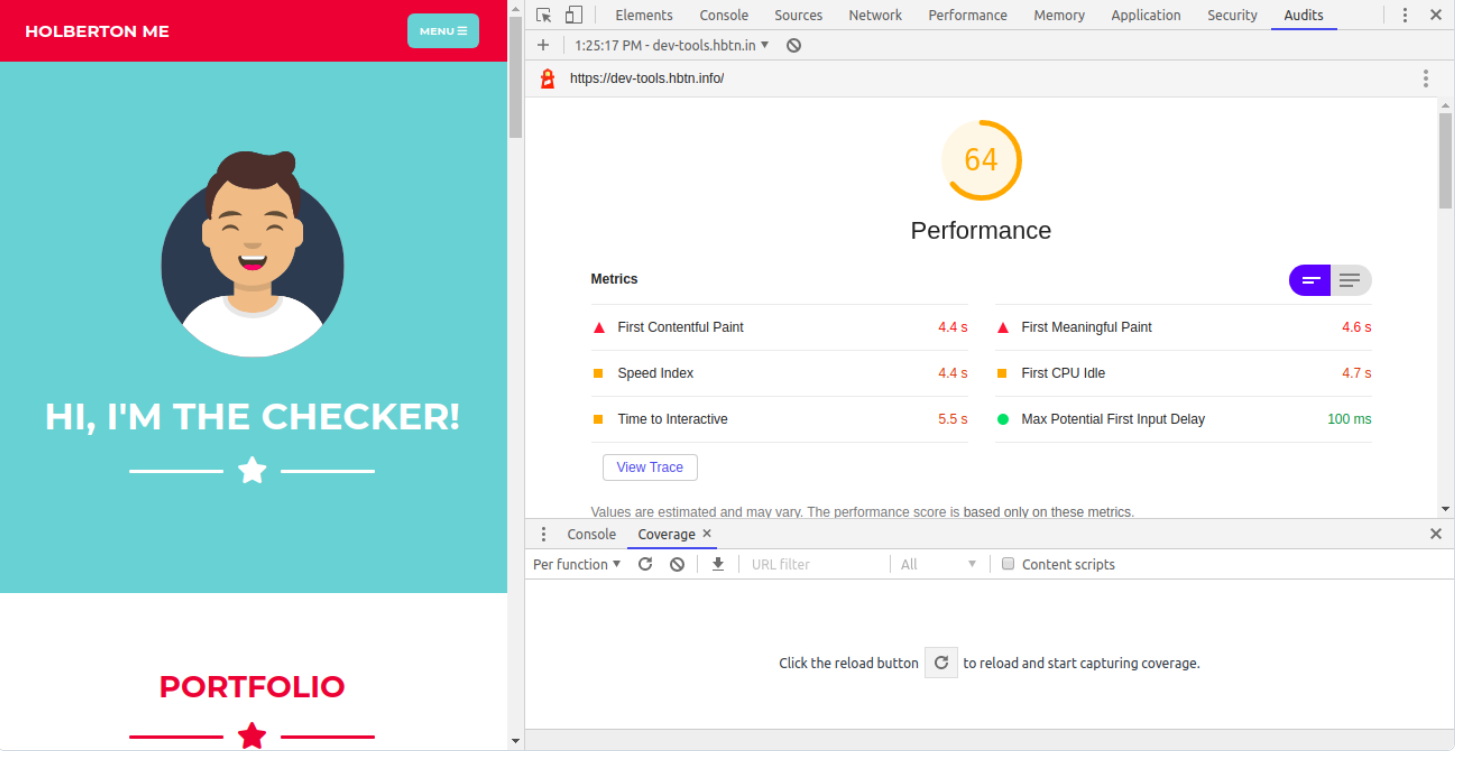 HOLBERTON ME
MENU
HI, I'M THE CHECKER!
PORTFOLIO
Elements Console Sources Network Performance Memory Application Security Audits
1:25:17 PM - dev-tools.hbtn.in
https://dev-tools.hbtn.info/
64
Performance
Metrics
First Contentful Paint 4.4 s First Meaningful Paint 4.6 s
Speed Index 4.4 s First CPU Idle 4.7 s
Time to Interactive 5.5 s Max Potential First Input Delay 100 ms
View Trace
Values are estimated and may vary. The performance score is based only on these metrics.
Console Coverage ×
Per function URL filter All Content scripts
Click the reload button to reload and start capturing coverage.